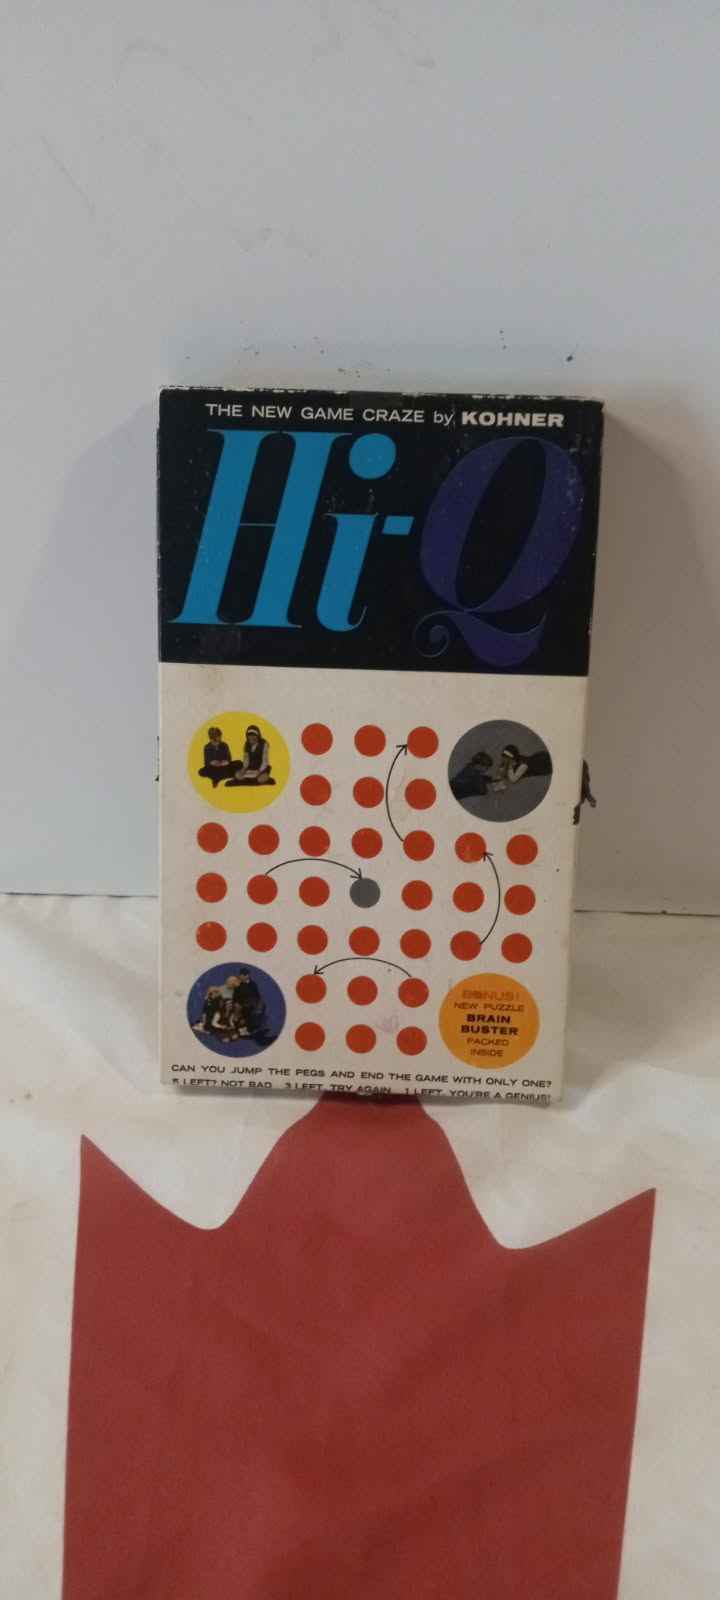 THE NEW GAME CRAZE by KOHNER
Hi-Q
BONUS!
NEW PUZZLE
BRAIN
BUSTER
PACKED
INSIDE
CAN YOU JUMP THE PEGS AND END THE GAME WITH ONLY ONE?
5 LEFT? NOT BAD 3 LEFT, TRY AGAIN 1 LEFT, YOU'RE A GENIUS!